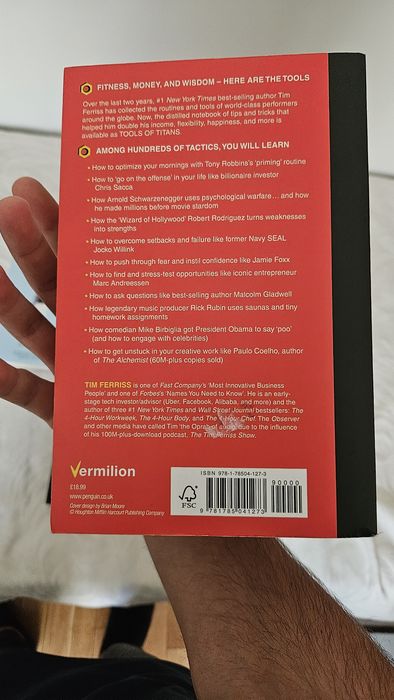 FITNESS, MONEY, AND WISDOM – HERE ARE THE TOOLS
Over the last two years, #1 New York Times best-selling author Tim
Ferriss has collected the routines and tools of world-class performers
around the globe. Now, the distilled notebook of tips and tricks that
helped him double his income, flexibility, happiness, and more is
available as TOOLS OF TITANS.
AMONG HUNDREDS OF TACTICS, YOU WILL LEARN
• How to optimize your mornings with Tony Robbins's 'priming' routine
• How to 'go on the offense' in your life like billionaire investor
Chris Sacca
• How Arnold Schwarzenegger uses psychological warfare... and how
he made millions before movie stardom
• How the 'Wizard of Hollywood' Robert Rodriguez turns weaknesses
into strengths
• How to overcome setbacks and failure like former Navy SEAL
Jocko Willink
• How to push through fear and instil confidence like Jamie Foxx
• How to find and stress-test opportunities like iconic entrepreneur
Marc Andreessen
• How to ask questions like best-selling author Malcolm Gladwell
• How legendary music producer Rick Rubin uses saunas and tiny
homework assignments
• How comedian Mike Birbiglia got President Obama to say 'poo'
(and how to engage with celebrities)
• How to get unstuck in your creative work like Paulo Coelho, author
of The Alchemist (60M-plus copies sold)
TIM FERRISS is one of Fast Company's 'Most Innovative Business
People' and one of Forbes's 'Names You Need to Know'. He is an early-
stage tech investor/advisor (Uber, Facebook, Alibaba, and more) and the
author of three #1 New York Times and Wall Street Journal bestsellers: The
4-Hour Workweek, The 4-Hour Body, and The 4-Hour Chef. The Observer
and other media have called Tim 'the Oprah of audio' due to the influence
of his 100M-plus-download podcast, The Tim Ferriss Show.
Vermilion
£18.99
www.penguin.co.uk
Cover design by Brian Moore
© Houghton Mifflin Harcourt Publishing Company
FSC
ISBN 978-1-78504-127-3
90000
9 781785 041273